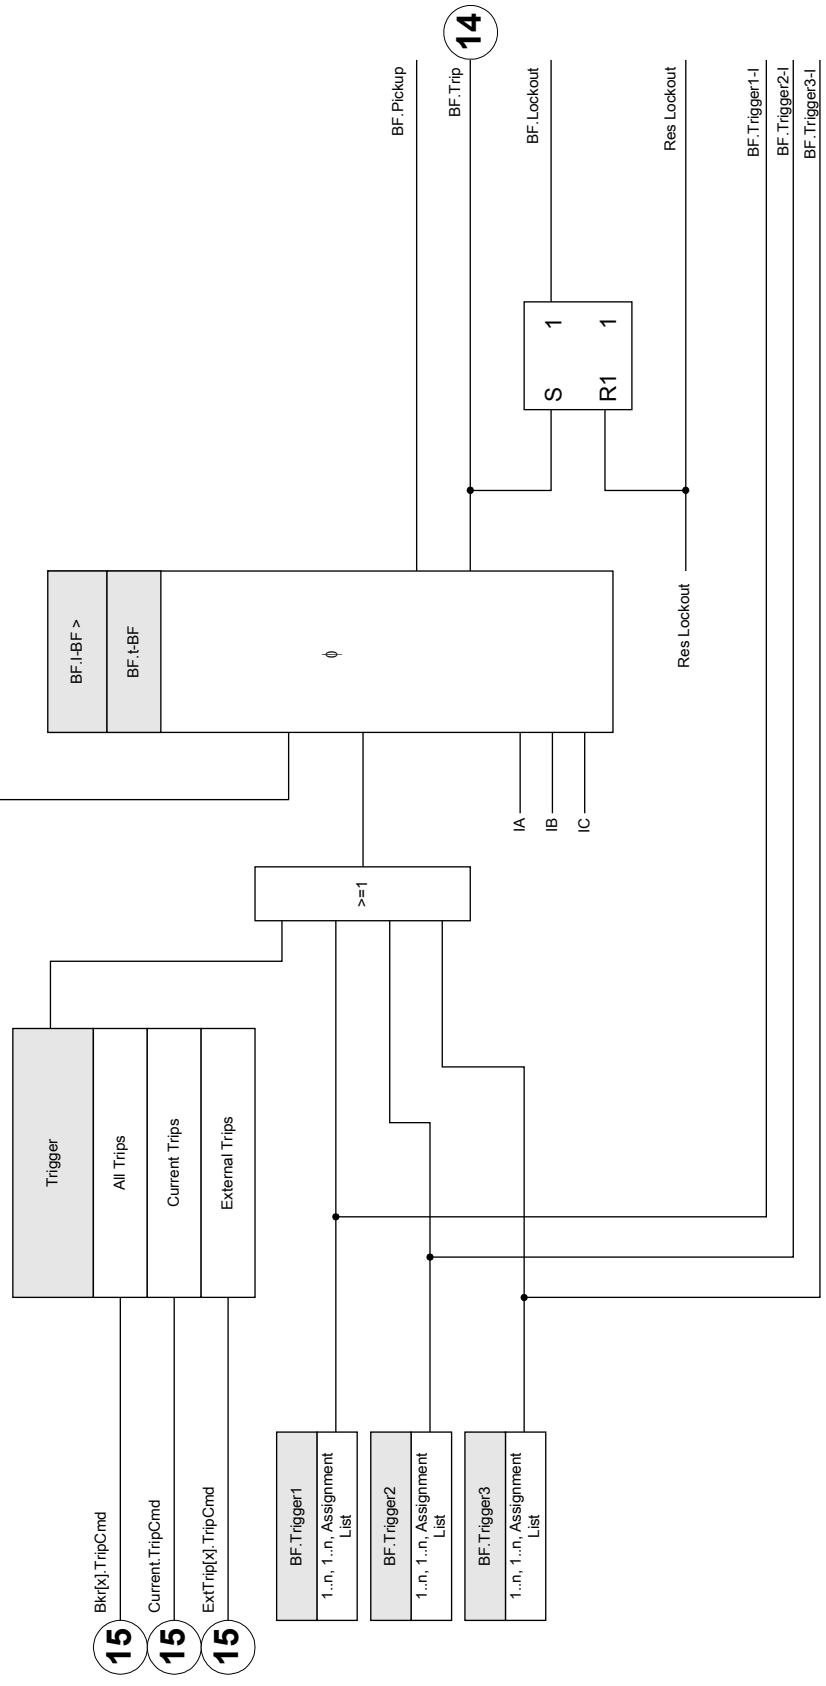 15
Bkr[x].TripCmd
15
Current.TripCmd
15
ExtTrip[x].TripCmd
Trigger
All Trips
Current Trips
External Trips
BF.Trigger1
1..n, 1..n, Assignment
List
BF.Trigger2
1..n, 1..n, Assignment
List
BF.Trigger3
1..n, 1..n, Assignment
List
>=1
IA
IB
IC
BF.I-BF >
BF.t-BF
φ
Res Lockout
S 1
R1 1
BF.Pickup
BF.Trip
14
BF.Lockout
Res Lockout
BF.Trigger1-I
BF.Trigger2-I
BF.Trigger3-I